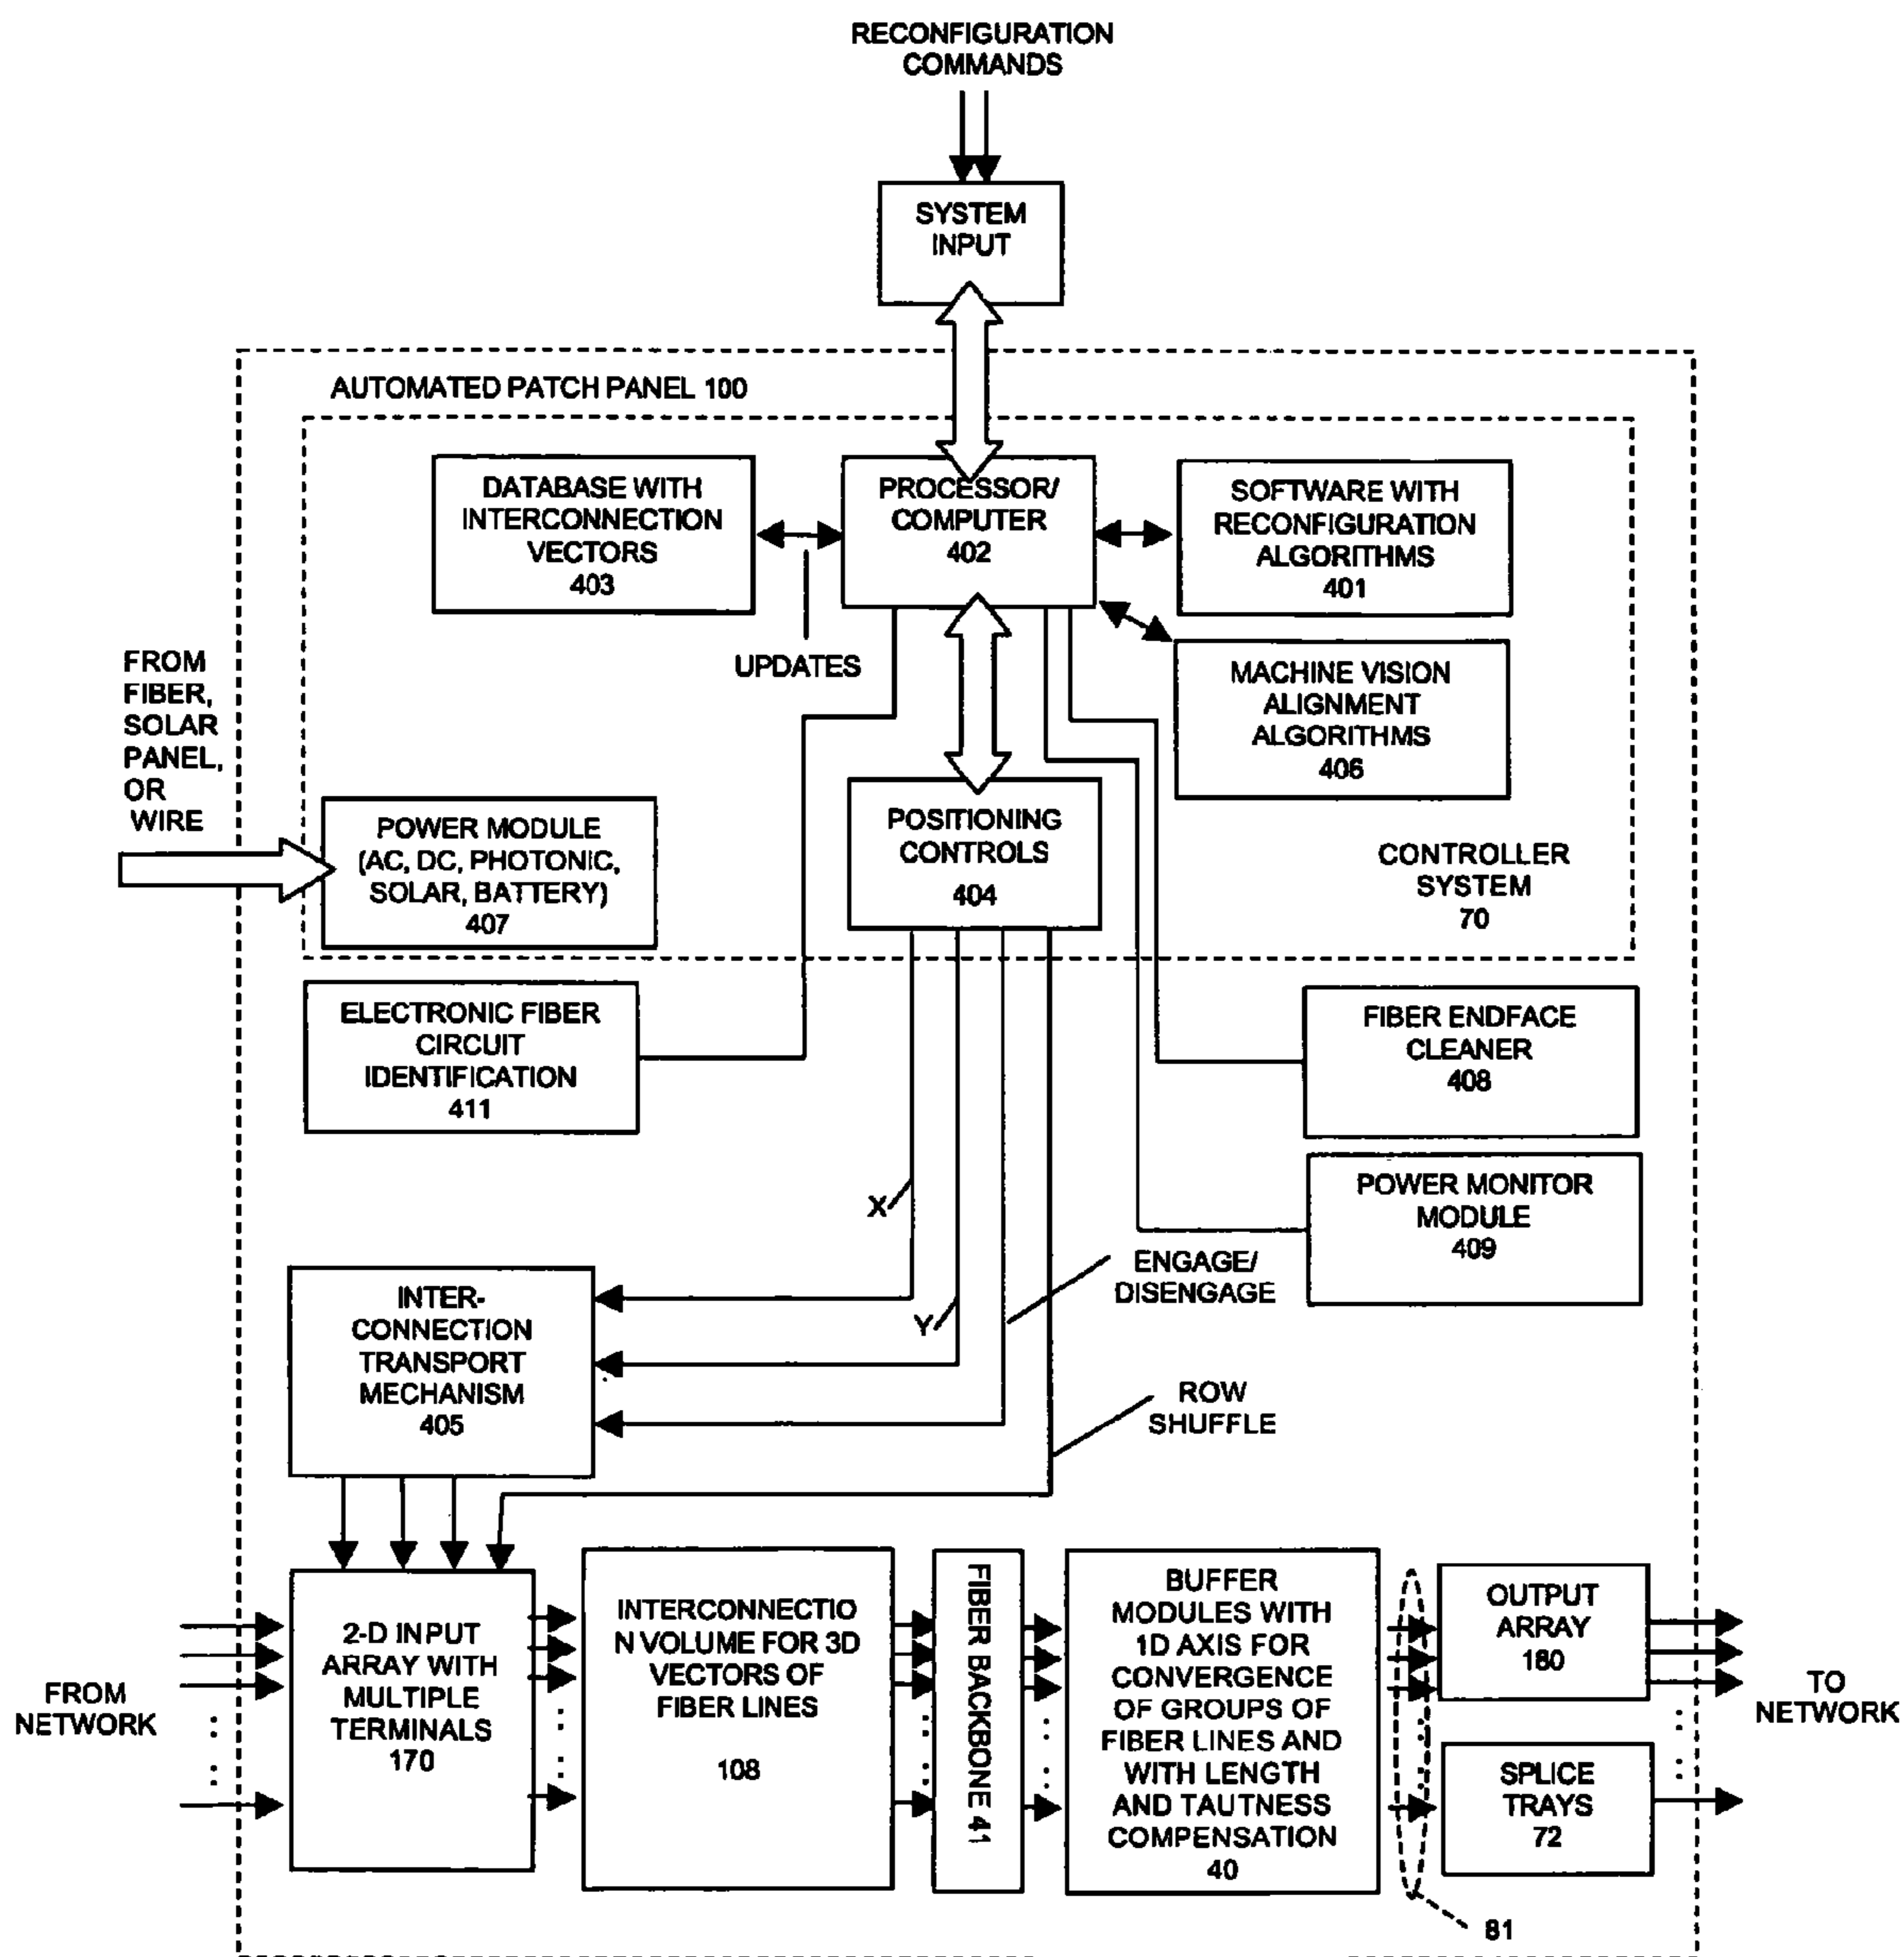 RECONFIGURATION
COMMANDS
SYSTEM
INPUT
AUTOMATED PATCH PANEL 100
DATABASE WITH
INTERCONNECTION
VECTORS
403
PROCESSOR/
COMPUTER
402
SOFTWARE WITH
RECONFIGURATION
ALGORITHMS
401
UPDATES
MACHINE VISION
ALIGNMENT
ALGORITHMS
406
FROM
FIBER,
SOLAR
PANEL,
OR
WIRE
POWER MODULE
(AC, DC, PHOTONIC,
SOLAR, BATTERY)
407
POSITIONING
CONTROLS
404
CONTROLLER
SYSTEM
70
ELECTRONIC FIBER
CIRCUIT
IDENTIFICATION
411
FIBER ENDFACE
CLEANER
408
POWER MONITOR
MODULE
409
X
Y
ENGAGE/
DISENGAGE
INTER-
CONNECTION
TRANSPORT
MECHANISM
405
ROW
SHUFFLE
FROM
NETWORK
2-D INPUT
ARRAY WITH
MULTIPLE
TERMINALS
170
INTERCONNECTIO
N VOLUME FOR 3D
VECTORS OF
FIBER LINES
108
FIBER BACKBONE 41
BUFFER
MODULES WITH
1D AXIS FOR
CONVERGENCE
OF GROUPS OF
FIBER LINES AND
WITH LENGTH
AND TAUTNESS
COMPENSATION
40
OUTPUT
ARRAY
180
SPLICE
TRAYS
72
TO
NETWORK
81